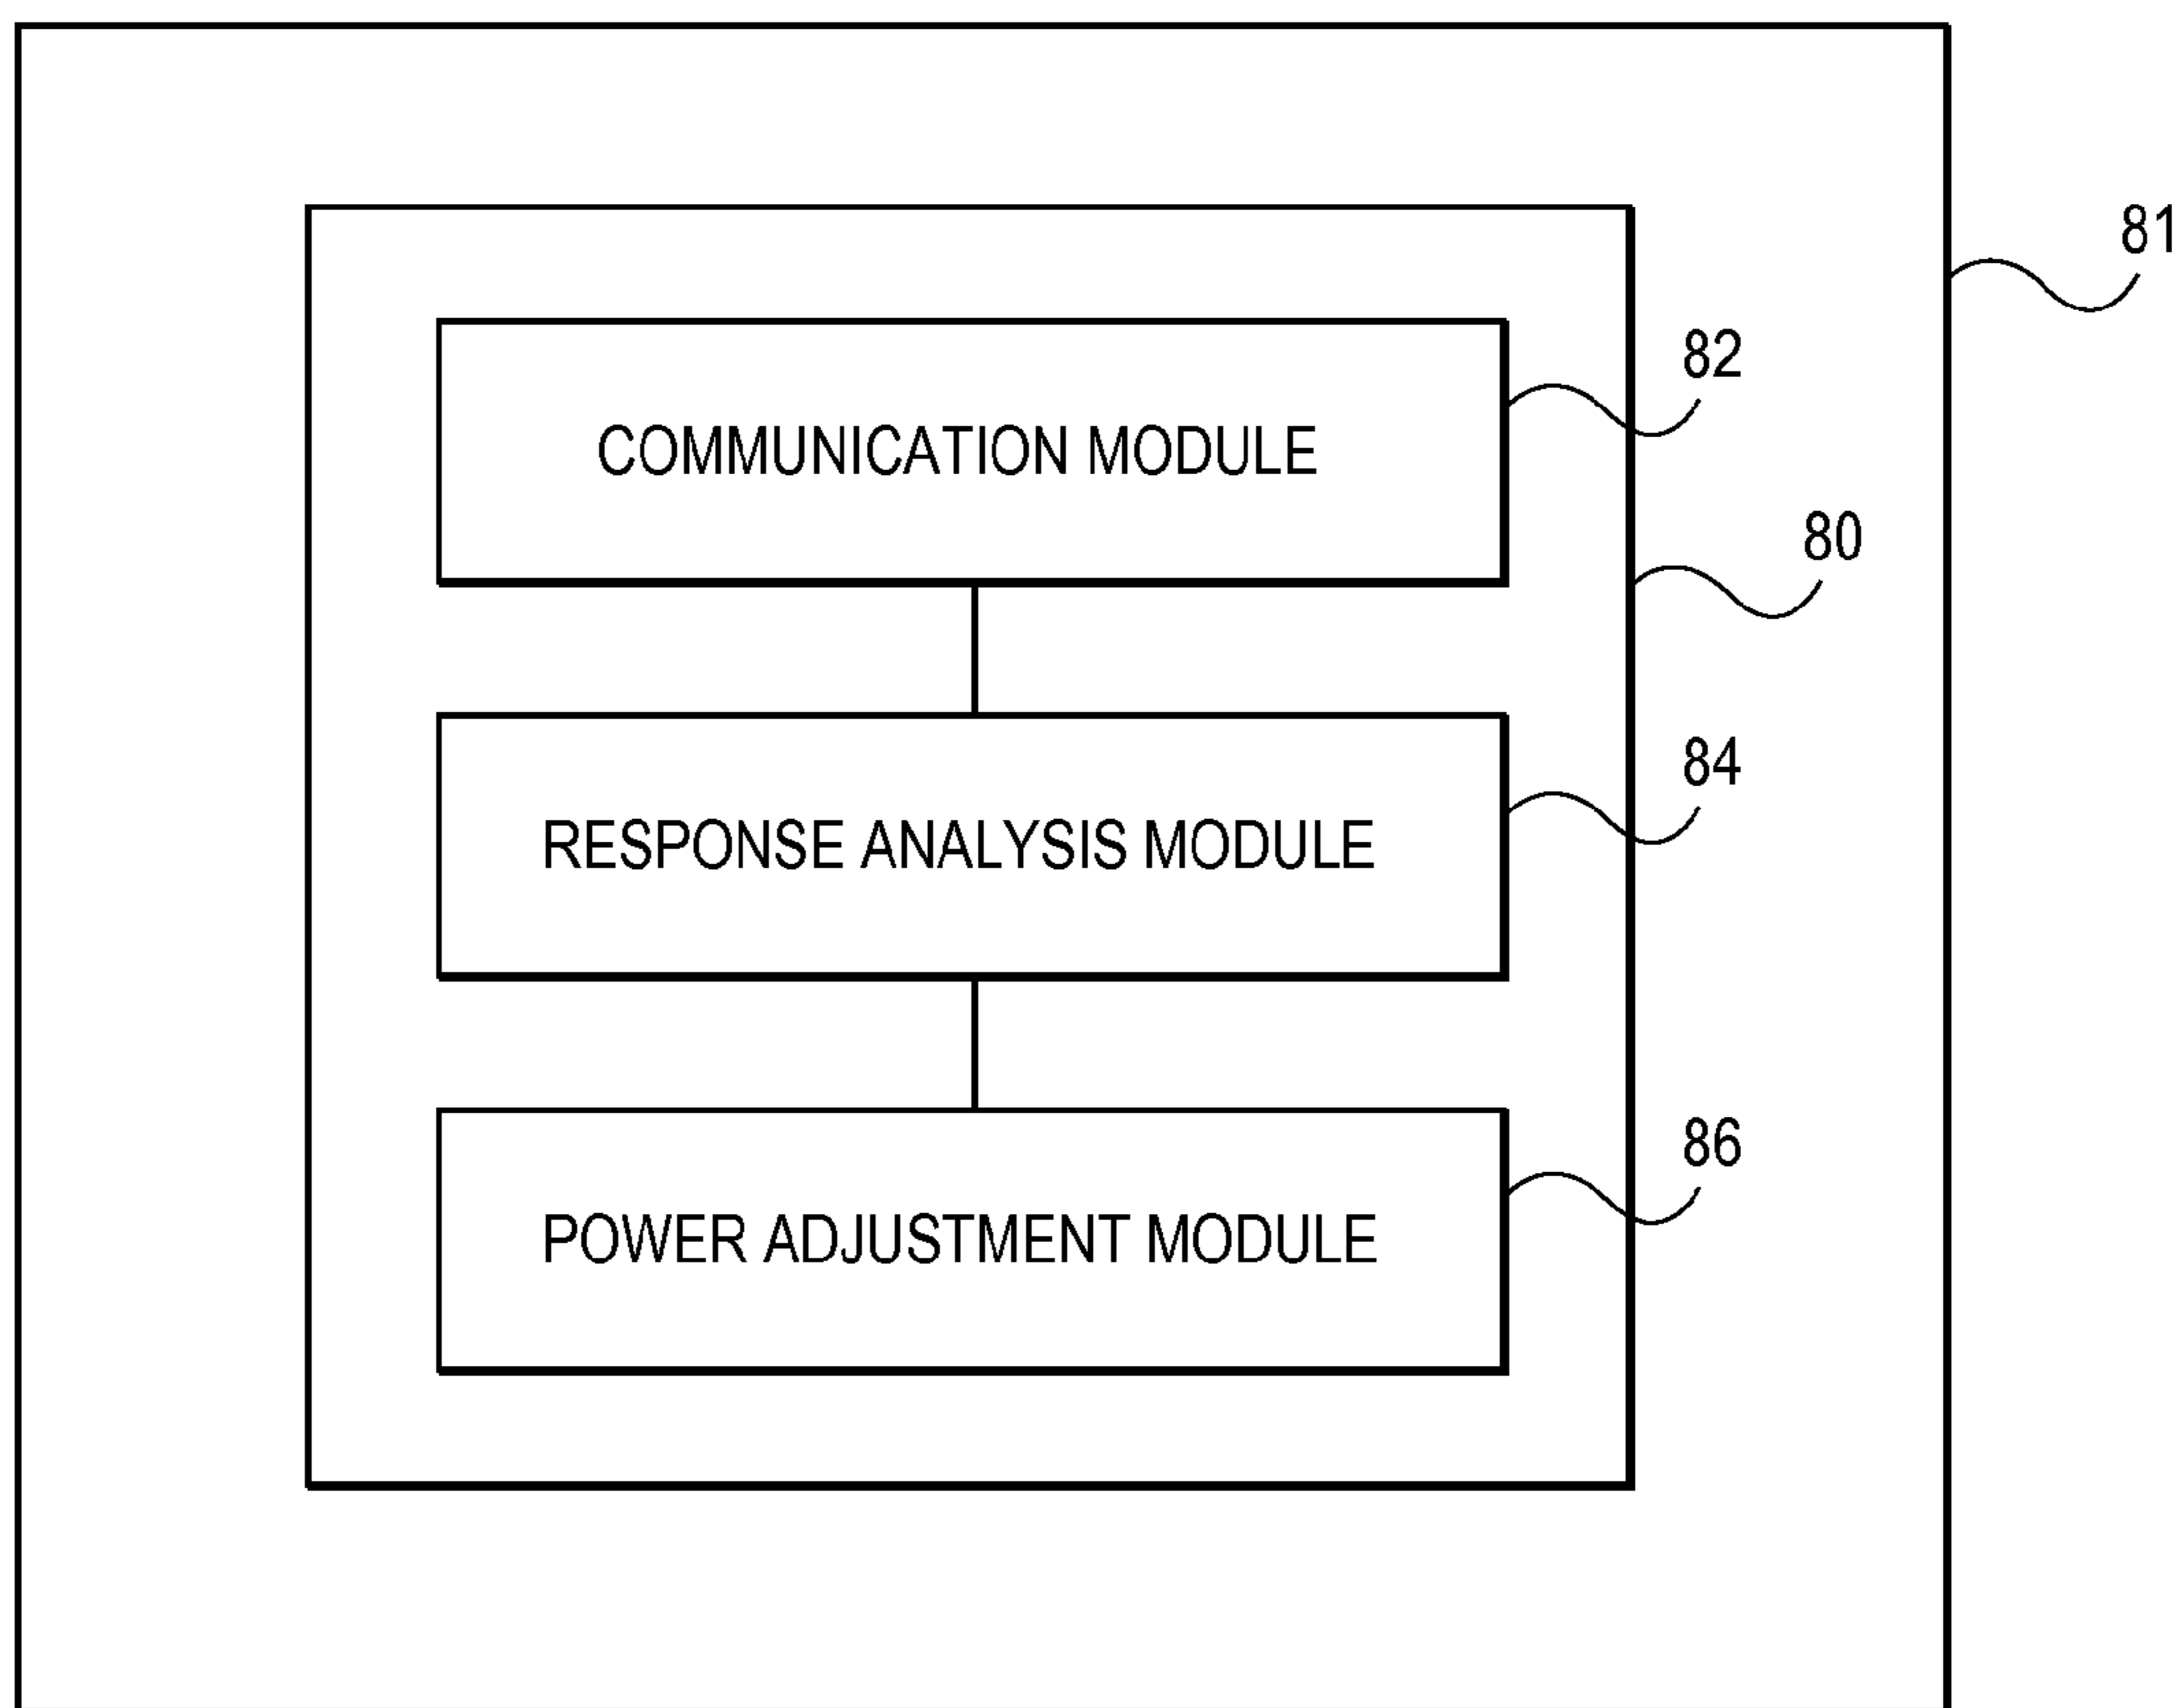 81
82
COMMUNICATION MODULE
80
84
RESPONSE ANALYSIS MODULE
86
POWER ADJUSTMENT MODULE